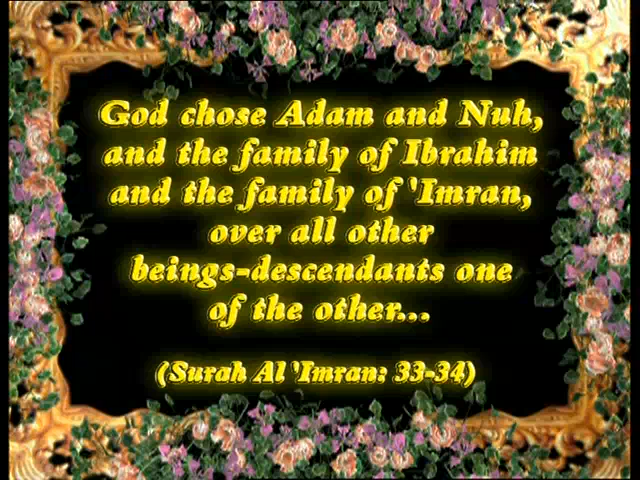 God chose Adam and Nuh,
and the family of Ibrahim
and the family of 'Imran,
over all other
beings-descendants one
of the other...
(Surah Al 'Imran: 33-34)